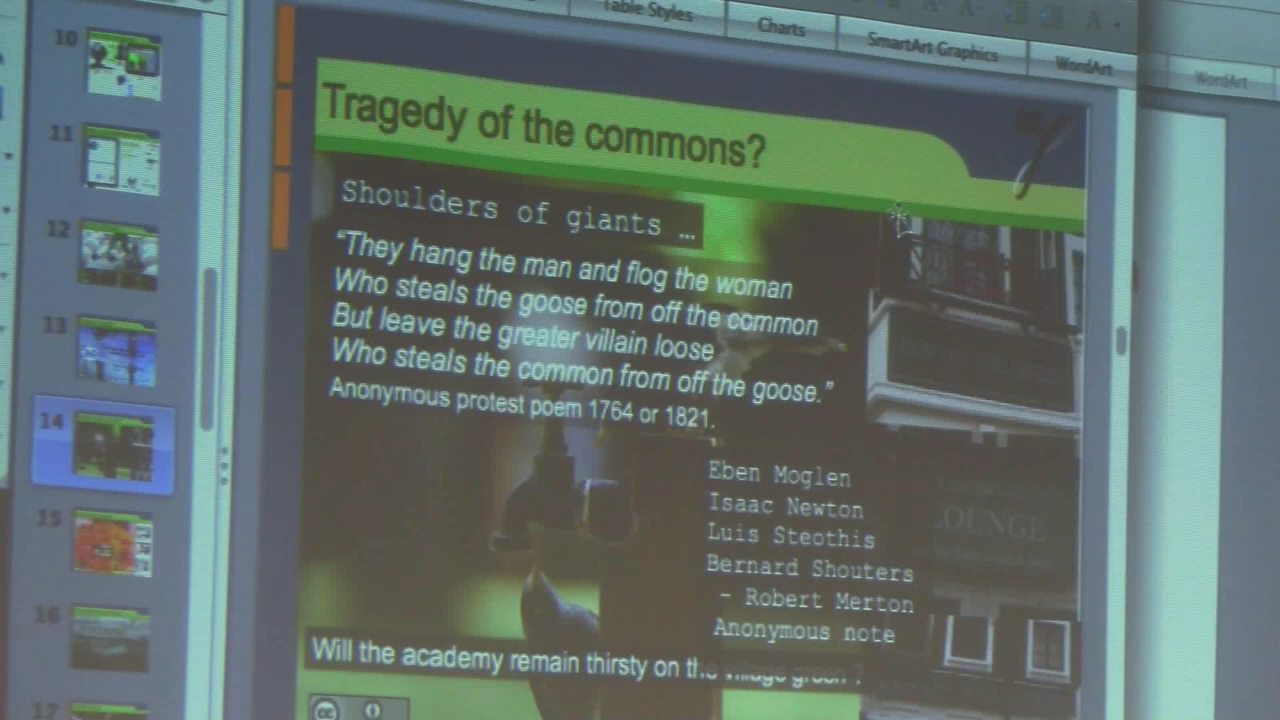 Table Styles
Charts
SmartArt Graphics
WordArt
WordArt
10
11
12
13
14
15
16
17
Tragedy of the commons?
Shoulders of giants ...
“They hang the man and flog the woman
Who steals the goose from off the common
But leave the greater villain loose
Who steals the common from off the goose.”
Anonymous protest poem 1764 or 1821.
LOUNGE
Eben Moglen
Isaac Newton
Luis Steothis
Bernard Shouters
- Robert Merton
Anonymous note
Will the academy remain thirsty on the village green ?
cc